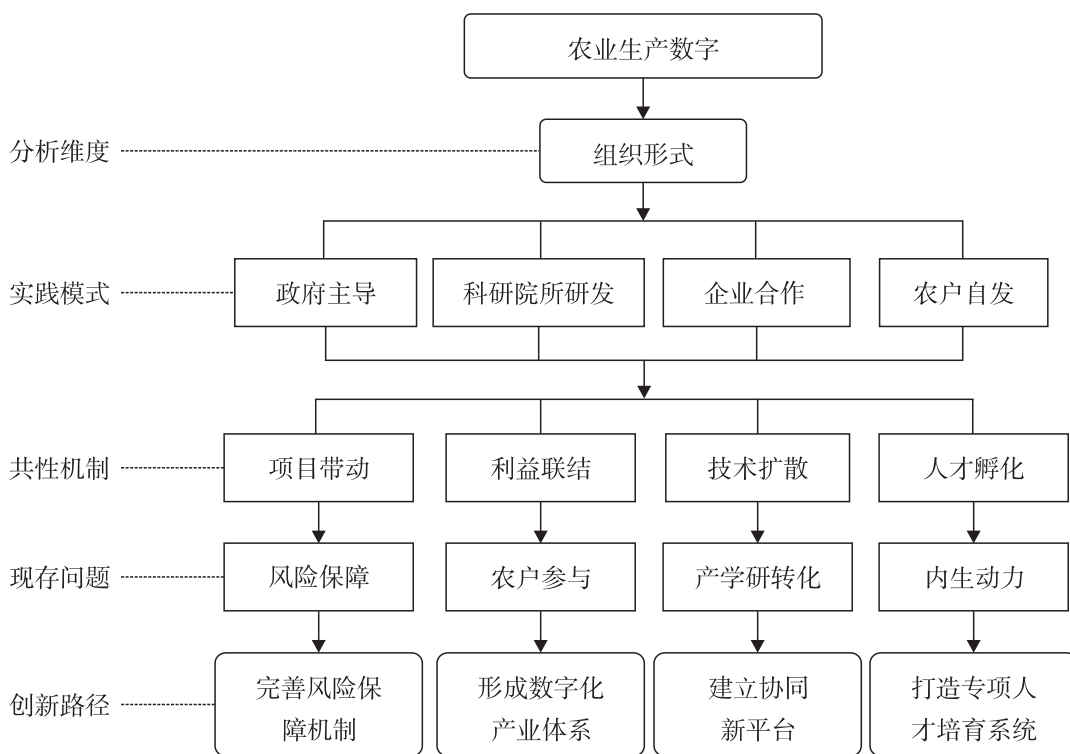 农业生产数字
分析维度
组织形式
实践模式
政府主导
科研院所研发
企业合作
农户自发
共性机制
项目带动
利益联结
技术扩散
人才孵化
现存问题
风险保障
农户参与
产学研转化
内生动力
创新路径
完善风险保
障机制
形成数字化
产业体系
建立协同
新平台
打造专项人
才培育系统